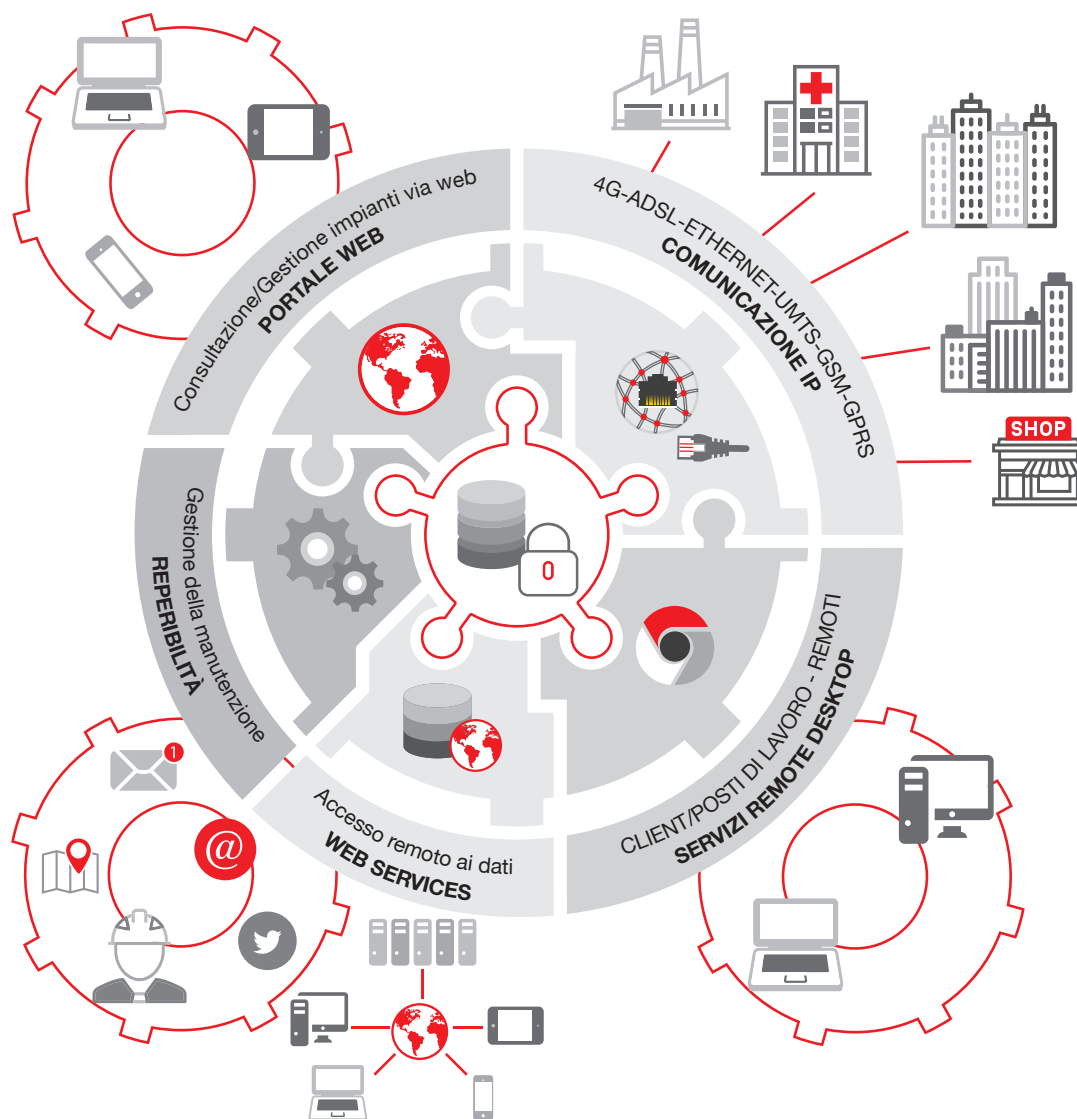 Consultazione/Gestione impianti via web
PORTALE WEB
4G-ADSL-ETHERNET-UMTS-GSM-GPRS
COMUNICAZIONE IP
SHOP
0
Gestione della manutenzione
REPERIBILITÀ
CLIENT/POSTI DI LAVORO - REMOTI
SERVIZI REMOTE DESKTOP
Accesso remoto ai dati
WEB SERVICES
1
@